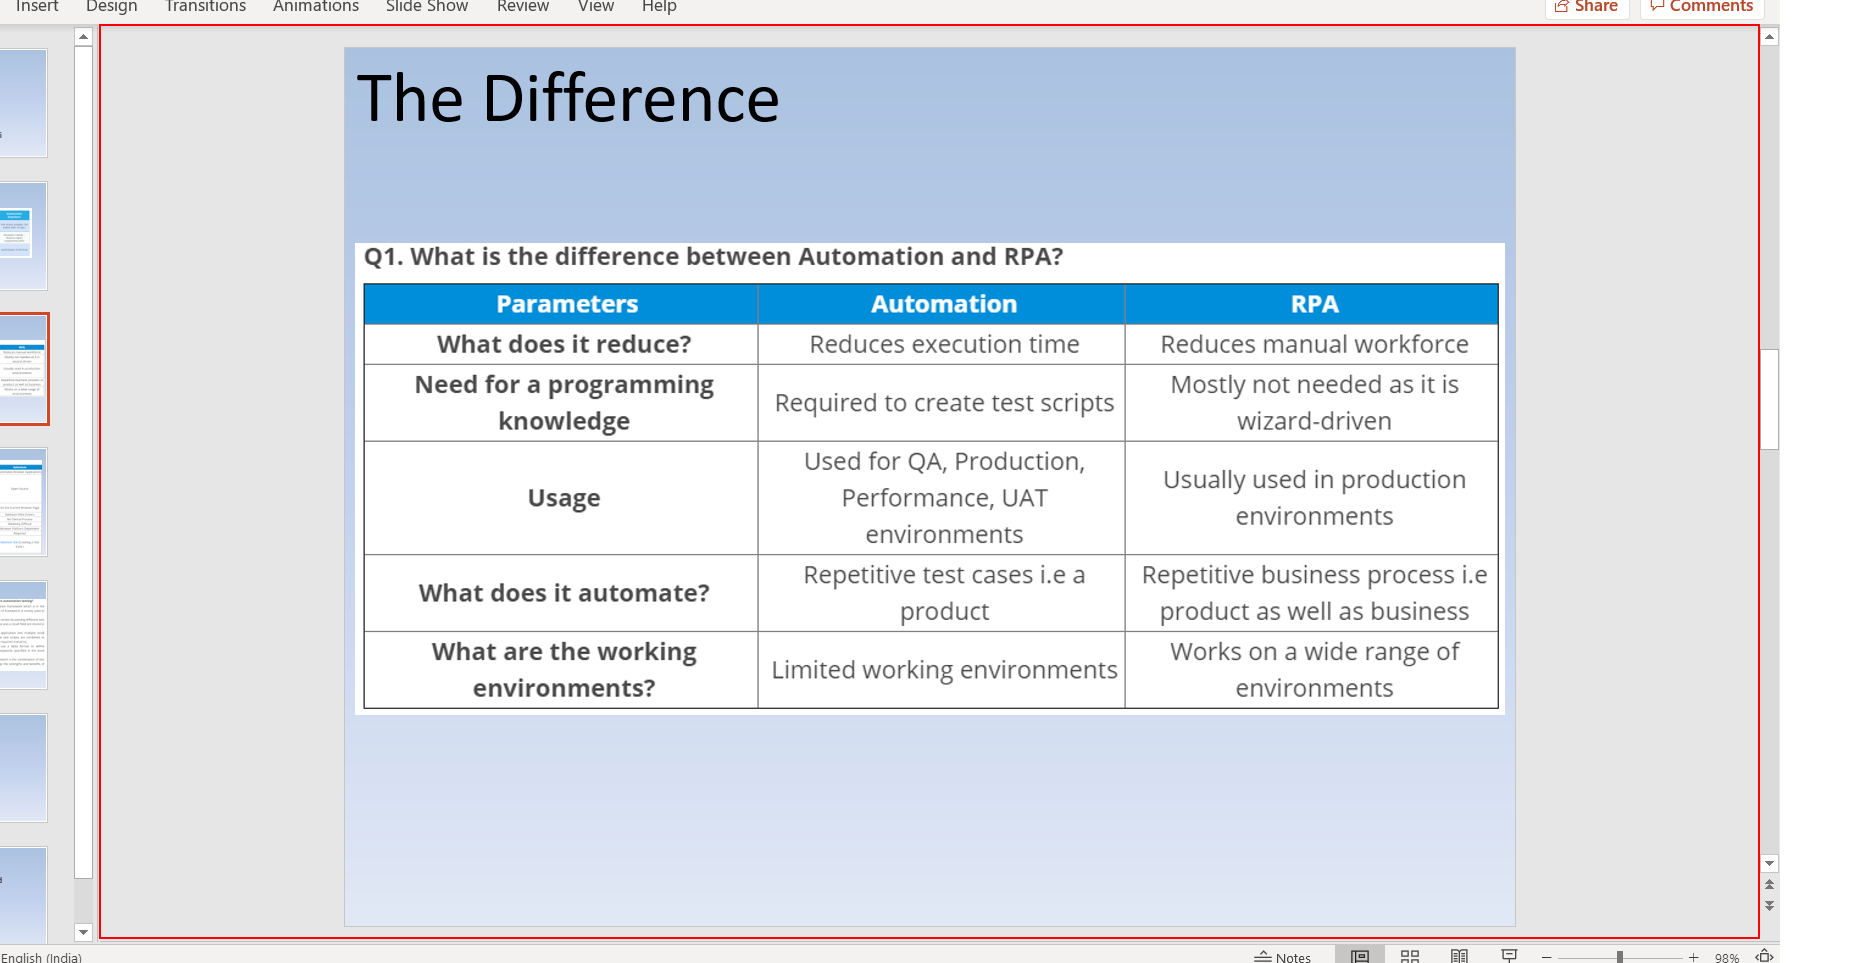 Insert Design Transitions Animations Slide Show Review View Help Share Comments
The Difference
Q1. What is the difference between Automation and RPA?
Parameters Automation RPA
What does it reduce? Reduces execution time Reduces manual workforce
Need for a programming knowledge
Required to create test scripts
Mostly not needed as it is
wizard-driven
Usage
Used for QA, Production,
Performance, UAT
environments
Usually used in production
environments
What does it automate?
Repetitive test cases i.e a
product
Repetitive business process i.e
product as well as business
What are the working
environments?
Limited working environments
Works on a wide range of
environments
English (India) Notes 98%